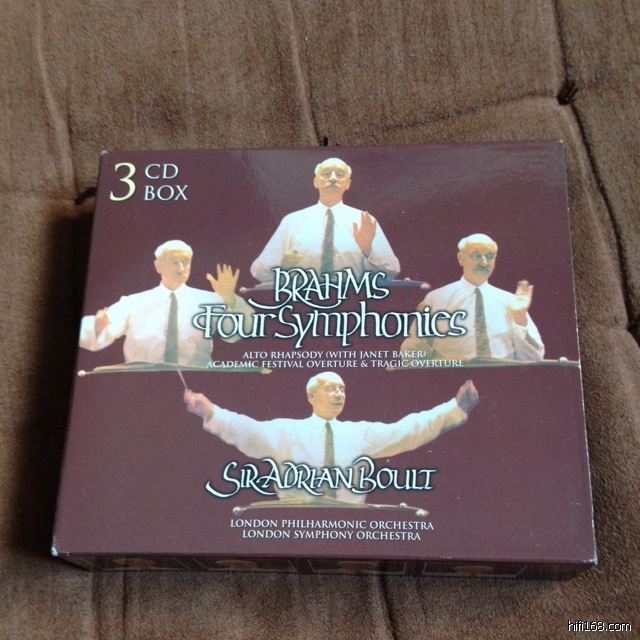 3 CD
BOX
BRAHMS
Four Symphonies
ALTO RHAPSODY (WITH JANET BAKER)
ACADEMIC FESTIVAL OVERTURE & TRAGIC OVERTURE
SIR ADRIAN BOULT
LONDON PHILHARMONIC ORCHESTRA
LONDON SYMPHONY ORCHESTRA
hifi168.com